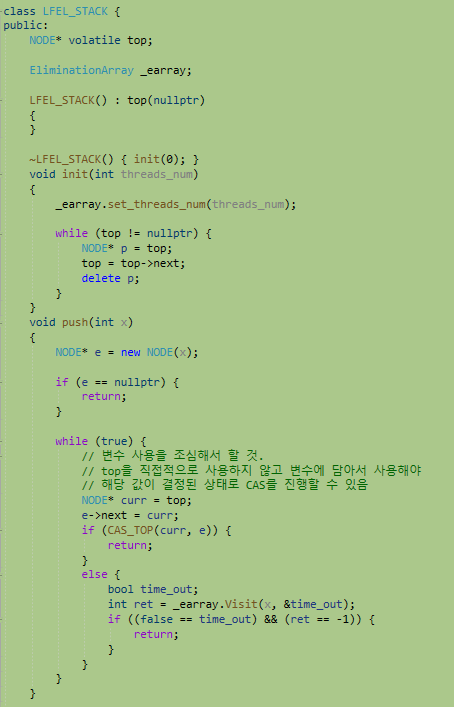 class LFEL_STACK {
public:
    NODE* volatile top;

    EliminationArray _earray;

    LFEL_STACK() : top(nullptr)
    {
    }

    ~LFEL_STACK() { init(0); }
    void init(int threads_num)
    {
        _earray.set_threads_num(threads_num);

        while (top != nullptr) {
            NODE* p = top;
            top = top->next;
            delete p;
        }
    }
    void push(int x)
    {
        NODE* e = new NODE(x);

        if (e == nullptr) {
            return;
        }

        while (true) {
            // 변수 사용을 조심해서 할 것.
            // top을 직접적으로 사용하지 않고 변수에 담아서 사용해야
            // 해당 값이 결정된 상태로 CAS를 진행할 수 있음
            NODE* curr = top;
            e->next = curr;
            if (CAS_TOP(curr, e)) {
                return;
            }
            else {
                bool time_out;
                int ret = _earray.Visit(x, &time_out);
                if ((false == time_out) && (ret == -1)) {
                    return;
                }
            }
        }
    }